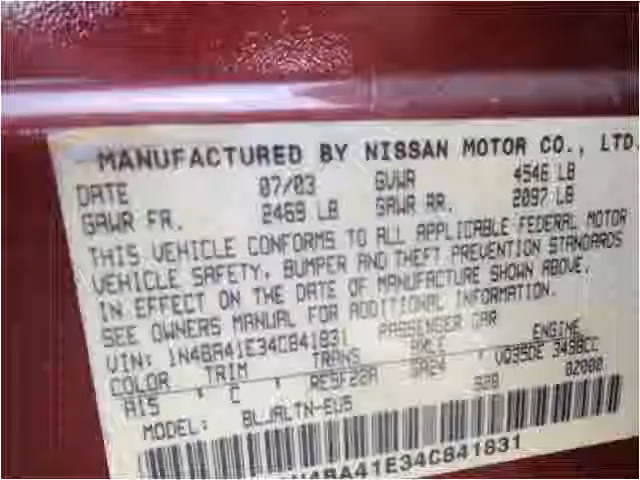 MANUFACTURED BY NISSAN MOTOR CO., LTD.
DATE 07/03 GVWR 4546 LB
GAWR FR. 2469 LB GAWR RR. 2097 LB
THIS VEHICLE CONFORMS TO ALL APPLICABLE FEDERAL MOTOR
VEHICLE SAFETY, BUMPER AND THEFT PREVENTION STANDARDS
IN EFFECT ON THE DATE OF MANUFACTURE SHOWN ABOVE.
SEE OWNERS MANUAL FOR ADDITIONAL INFORMATION.
VIN: 1N4BA41E34C841831 PASSENGER CAR
COLOR TRIM TRANS AXLE ENGINE
A15 C RE5F22A VQ35DE 3498CC
MODEL: BLJALTN-EU5
1N4BA41E34C841831